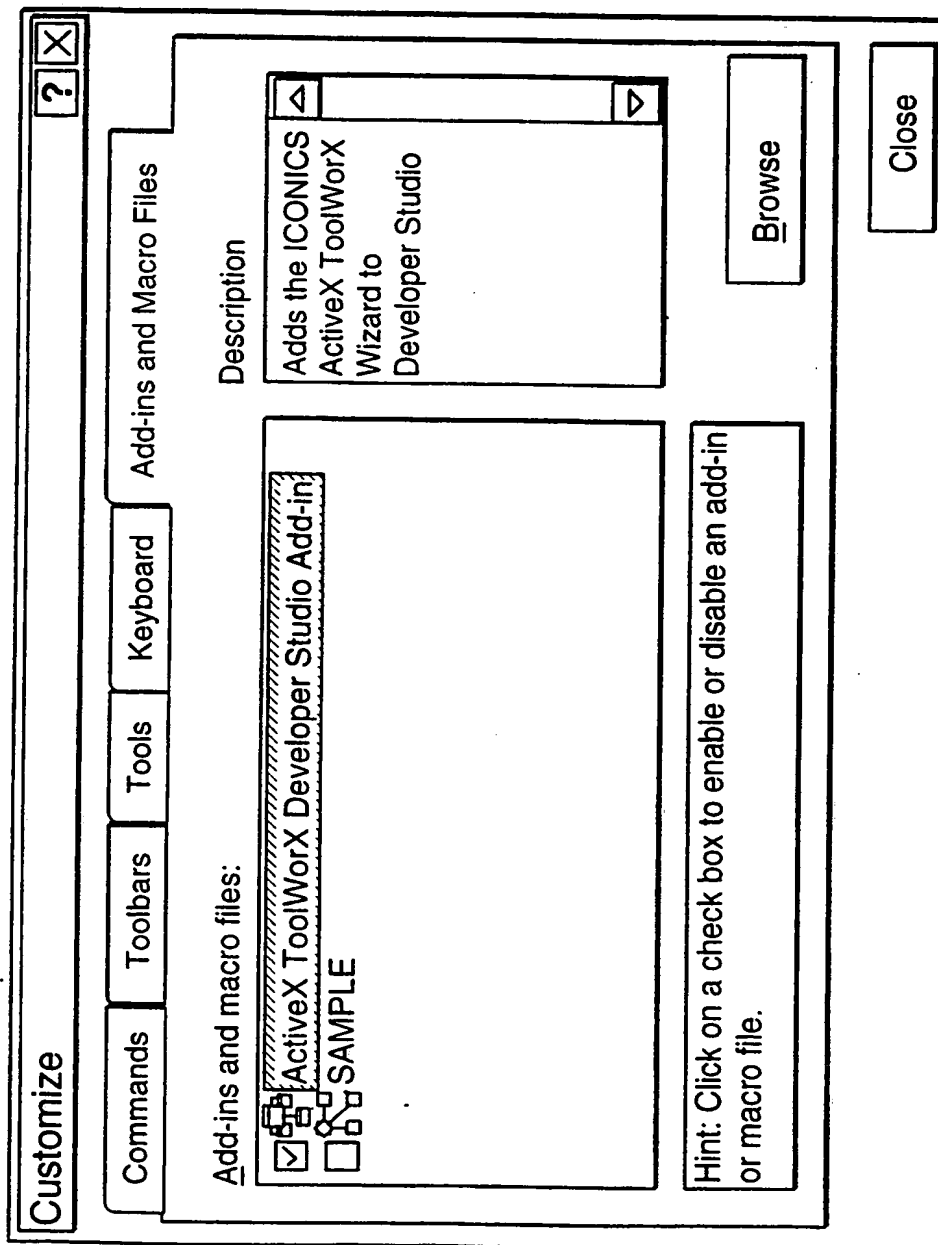 Customize
? X
Commands Toolbars Tools Keyboard Add-ins and Macro Files
Add-ins and macro files:
ActiveX ToolWorX Developer Studio Add-in
SAMPLE
Description
Adds the ICONICS
ActiveX ToolWorX
Wizard to
Developer Studio
Hint: Click on a check box to enable or disable an add-in
or macro file.
Browse
Close